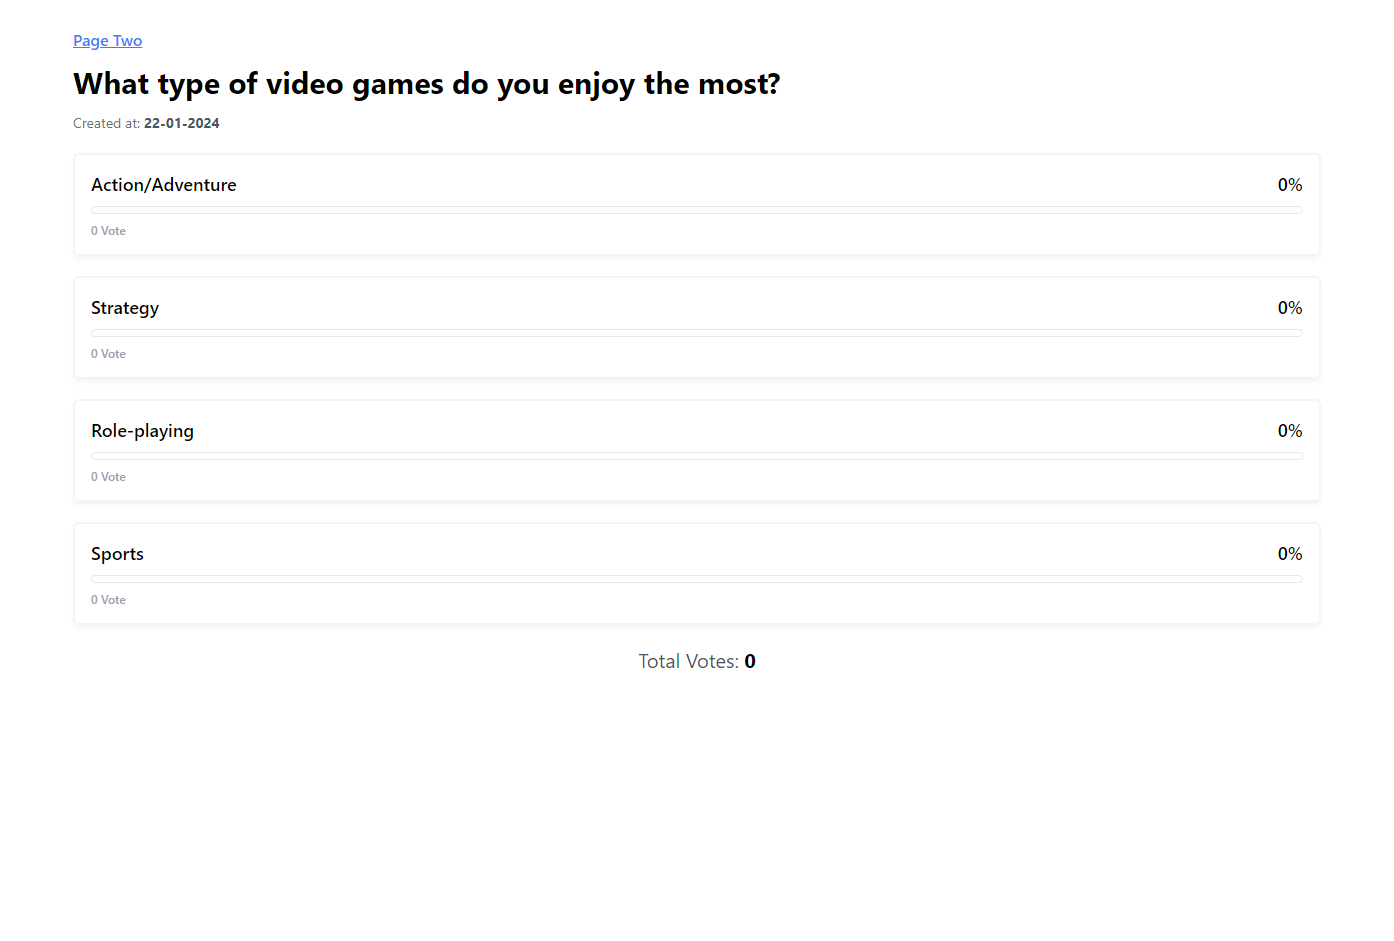 Page Two
What type of video games do you enjoy the most?
Created at: 22-01-2024
Action/Adventure 0%
0 Vote
Strategy 0%
0 Vote
Role-playing 0%
0 Vote
Sports 0%
0 Vote
Total Votes: 0